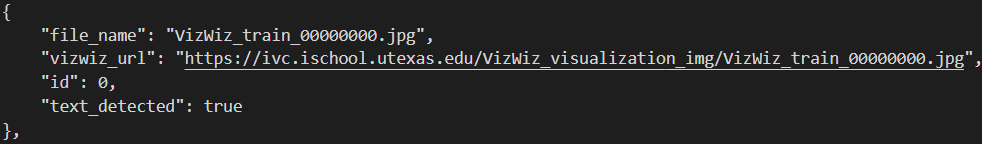 {
    "file_name": "VizWiz_train_00000000.jpg",
    "vizwiz_url": "https://ivc.ischool.utexas.edu/VizWiz_visualization_img/VizWiz_train_00000000.jpg",
    "id": 0,
    "text_detected": true
},